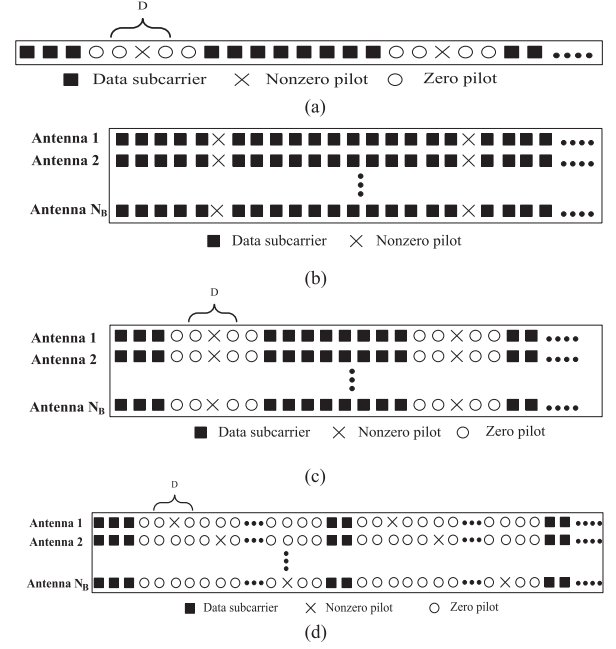 D
Data subcarrier Nonzero pilot Zero pilot
(a)
Antenna 1
Antenna 2
Antenna N_B
Data subcarrier Nonzero pilot
(b)
D
Antenna 1
Antenna 2
Antenna N_B
Data subcarrier Nonzero pilot Zero pilot
(c)
D
Antenna 1
Antenna 2
Antenna N_B
Data subcarrier Nonzero pilot Zero pilot
(d)